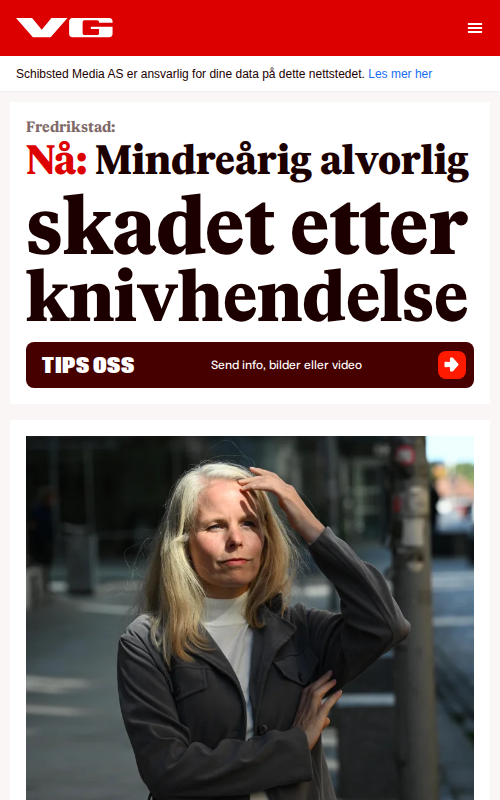 VG
Schibsted Media AS er ansvarlig for dine data på dette nettstedet. Les mer her
Fredrikstad:
Nå: Mindreårig alvorlig
skadet etter
knivhendelse
TIPS OSS
Send info, bilder eller video